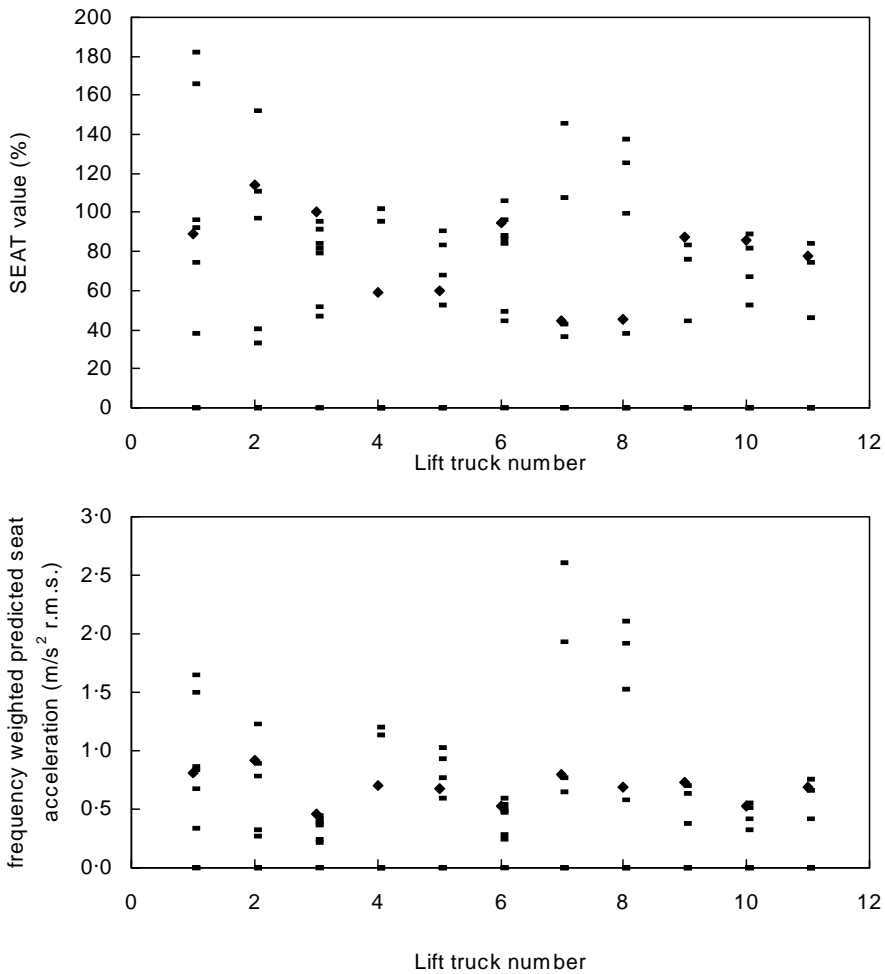 200
180
160
140
120
100
80
60
40
20
0
SEAT value (%)
0 2 4 6 8 10 12
Lift truck number
3·0
2·5
2·0
1·5
1·0
0·5
0·0
frequency weighted predicted seat
acceleration (m/s² r.m.s.)
0 2 4 6 8 10 12
Lift truck number